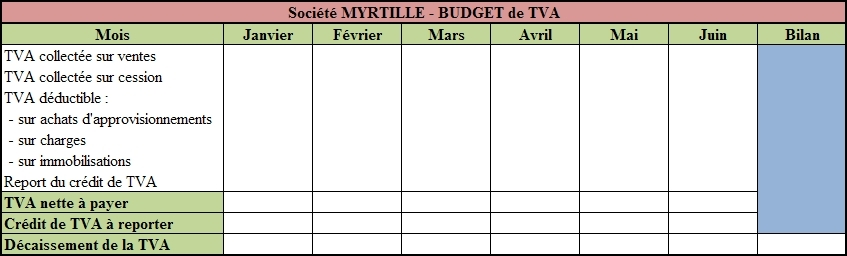 Société MYRTILLE - BUDGET de TVA
Mois Janvier Février Mars Avril Mai Juin Bilan
TVA collectée sur ventes
TVA collectée sur cession
TVA déductible :
- sur achats d'approvisionnements
- sur charges
- sur immobilisations
Report du crédit de TVA
TVA nette à payer
Crédit de TVA à reporter
Décaissement de la TVA